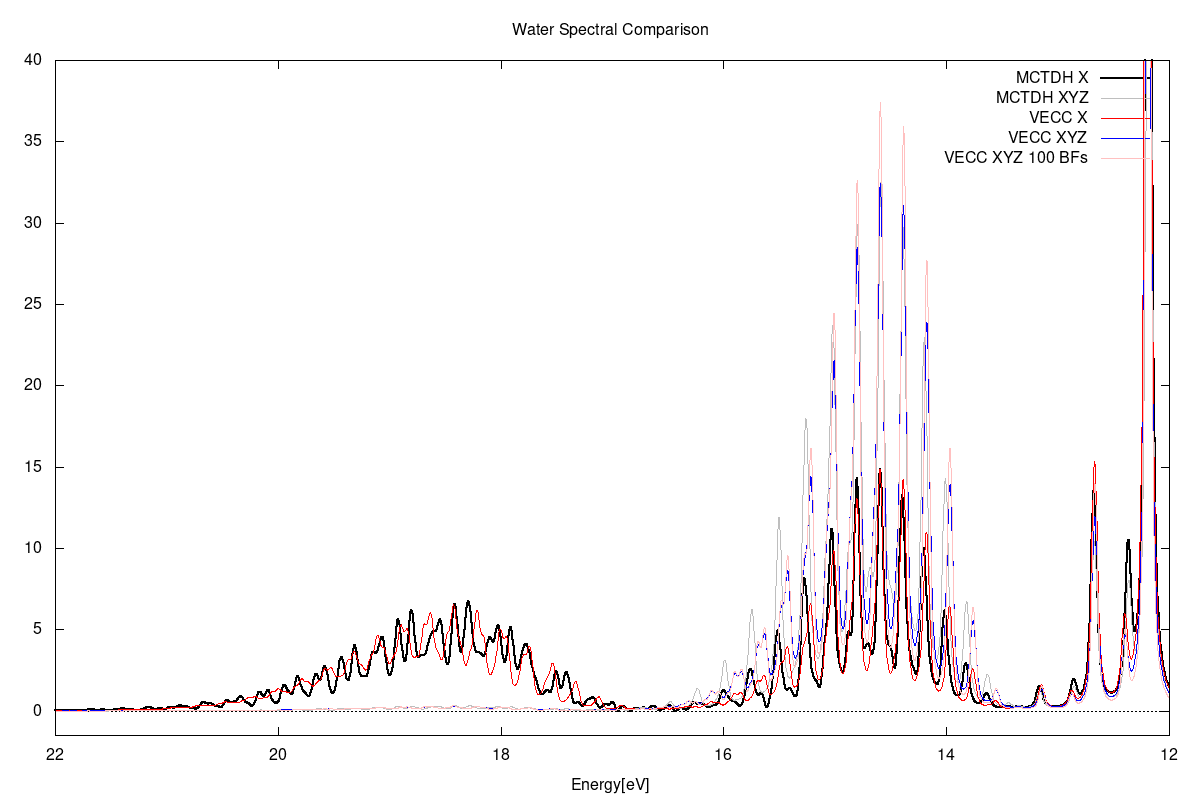 Water Spectral Comparison
40
35
30
25
20
15
10
5
0
MCTDH X
MCTDH XYZ
VECC X
VECC XYZ
VECC XYZ 100 BFs
22 20 18 16 14 12
Energy[eV]